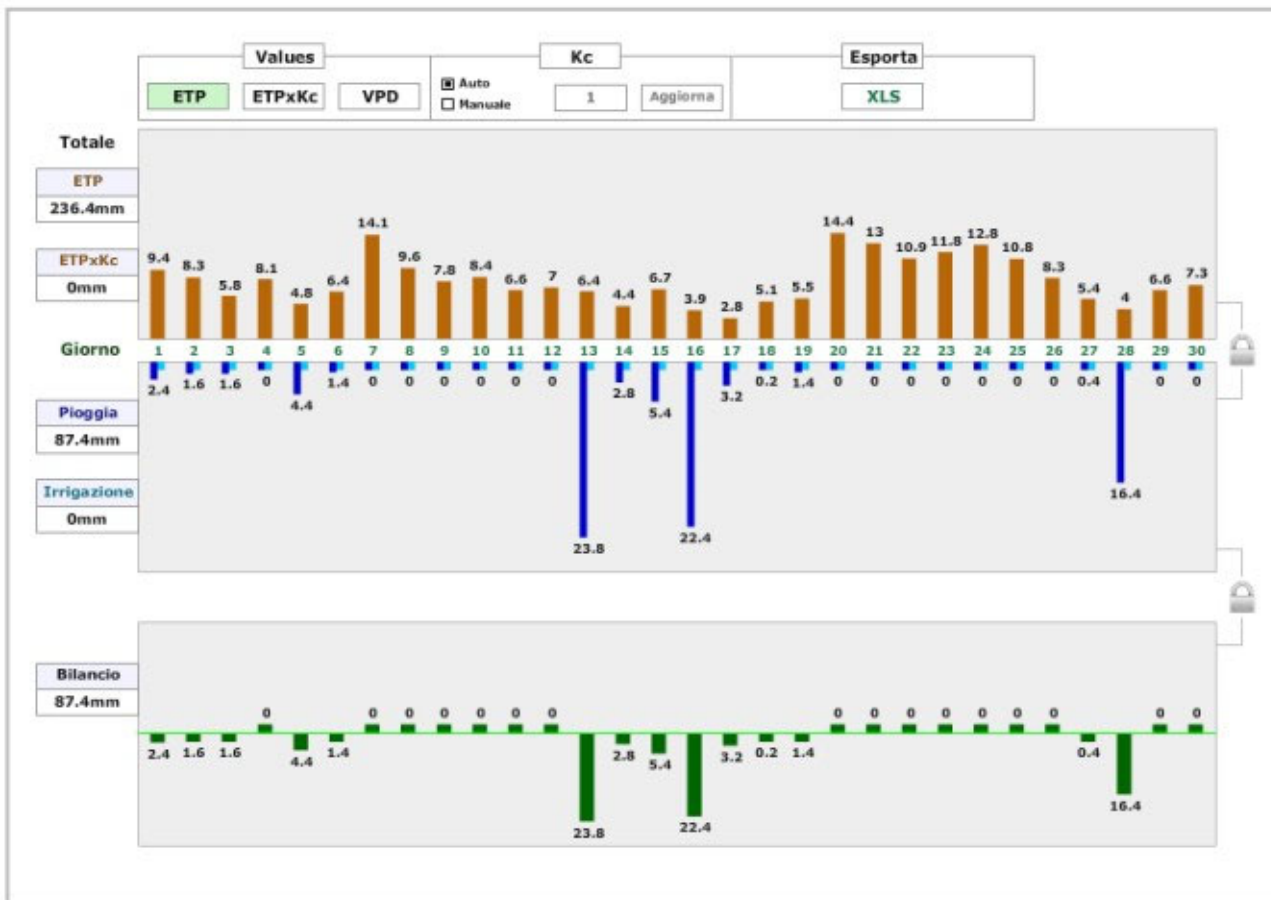 Values Kc Esporta
ETP ETPxKc VPD Auto Manuale 1 Aggiorna XLS
Totale
ETP
236.4mm
ETPxKc
0mm
9.4 8.3 5.8 8.1 4.8 6.4 14.1 9.6 7.8 8.4 6.6 7 6.4 4.4 6.7 3.9 2.8 5.1 5.5 14.4 13 10.9 11.8 12.8 10.8 8.3 5.4 4 6.6 7.3
Giorno 1 2 3 4 5 6 7 8 9 10 11 12 13 14 15 16 17 18 19 20 21 22 23 24 25 26 27 28 29 30
2.4 1.6 1.6 0 4.4 1.4 0 0 0 0 0 0 23.8 2.8 5.4 22.4 3.2 0.2 1.4 0 0 0 0 0 0 0 0.4 16.4 0 0
Pioggia
87.4mm
Irrigazione
0mm
Bilancio
87.4mm
2.4 1.6 1.6 0 4.4 1.4 0 0 0 0 0 0 23.8 2.8 5.4 22.4 3.2 0.2 1.4 0 0 0 0 0 0 0 0.4 16.4 0 0